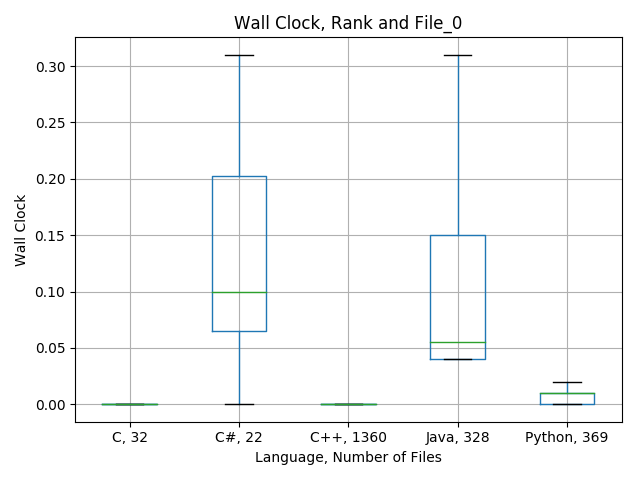 Wall Clock, Rank and File_0
0.30
0.25
0.20
0.15
0.10
0.05
0.00
Wall Clock
C, 32
C#, 22
C++, 1360
Java, 328
Python, 369
Language, Number of Files